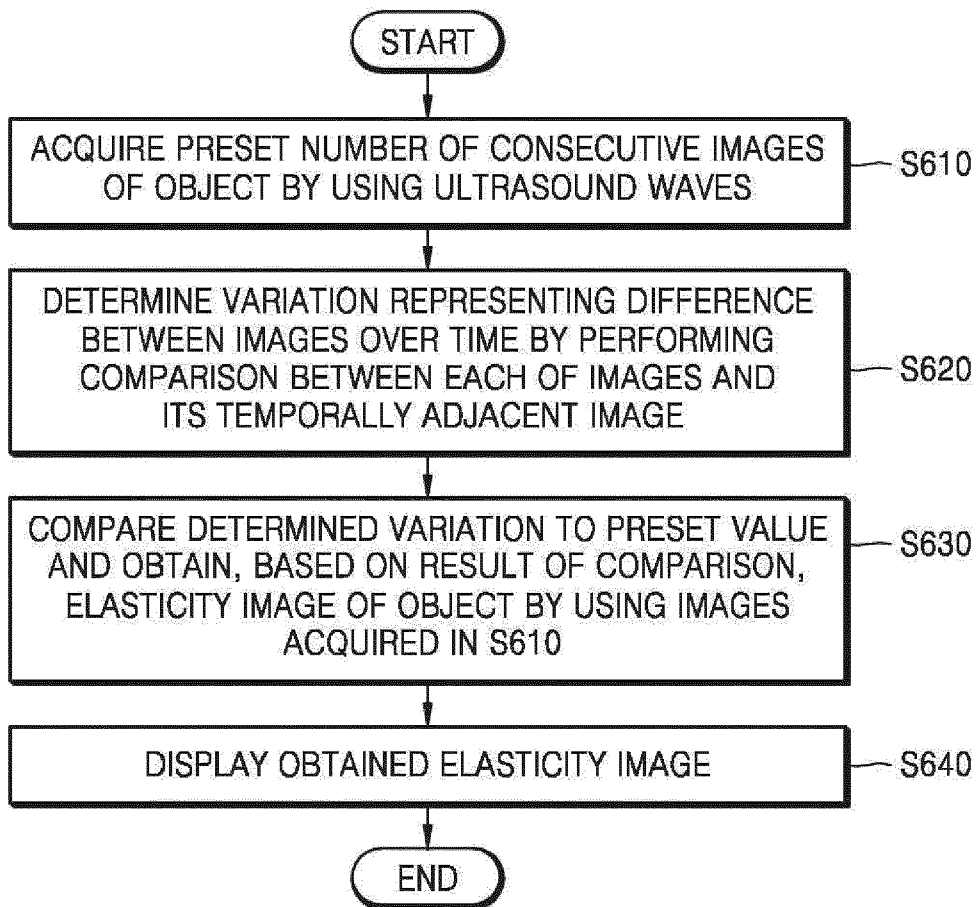 START
ACQUIRE PRESET NUMBER OF CONSECUTIVE IMAGES
OF OBJECT BY USING ULTRASOUND WAVES
S610
DETERMINE VARIATION REPRESENTING DIFFERENCE
BETWEEN IMAGES OVER TIME BY PERFORMING
COMPARISON BETWEEN EACH OF IMAGES AND
ITS TEMPORALLY ADJACENT IMAGE
S620
COMPARE DETERMINED VARIATION TO PRESET VALUE
AND OBTAIN, BASED ON RESULT OF COMPARISON,
ELASTICITY IMAGE OF OBJECT BY USING IMAGES
ACQUIRED IN S610
S630
DISPLAY OBTAINED ELASTICITY IMAGE
S640
END